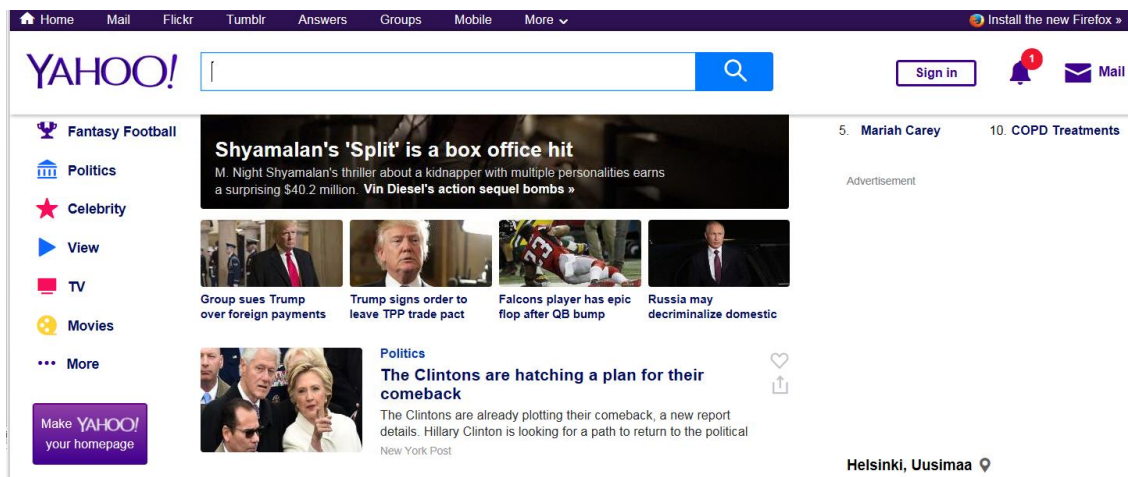 Home Mail Flickr Tumblr Answers Groups Mobile More Install the new Firefox »
YAHOO!
Sign in
1
Mail
Fantasy Football
Politics
Celebrity
View
TV
Movies
More
Make YAHOO!
your homepage
Shyamalan's 'Split' is a box office hit
M. Night Shyamalan's thriller about a kidnapper with multiple personalities earns
a surprising $40.2 million. Vin Diesel's action sequel bombs »
Group sues Trump
over foreign payments
Trump signs order to
leave TPP trade pact
23
Falcons player has epic
flop after QB bump
Russia may
decriminalize domestic
Politics
The Clintons are hatching a plan for their
comeback
The Clintons are already plotting their comeback, a new report
details. Hillary Clinton is looking for a path to return to the political
New York Post
5. Mariah Carey
10. COPD Treatments
Advertisement
Helsinki, Uusimaa